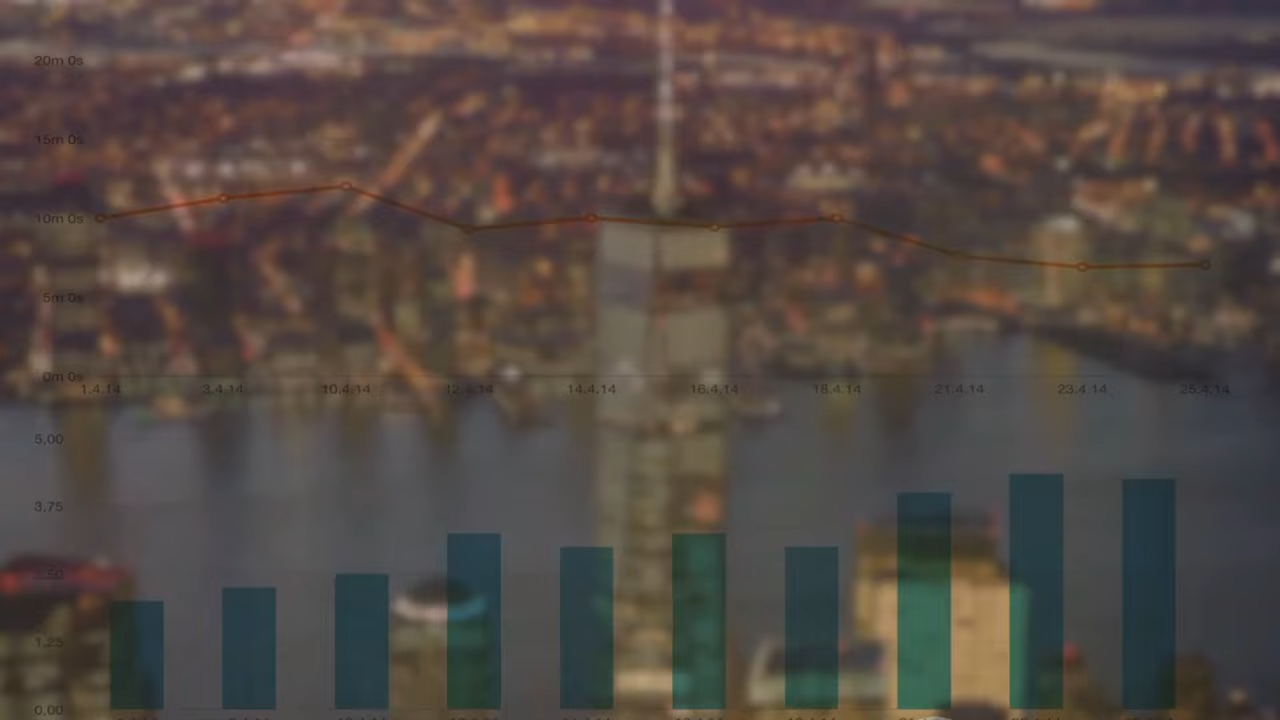 20m 0s
15m 0s
10m 0s
5m 0s
0m 0s
1.4.14 3.4.14 10.4.14 12.4.14 14.4.14 16.4.14 18.4.14 21.4.14 23.4.14 25.4.14
5,00
3,75
2,50
1,25
0,00